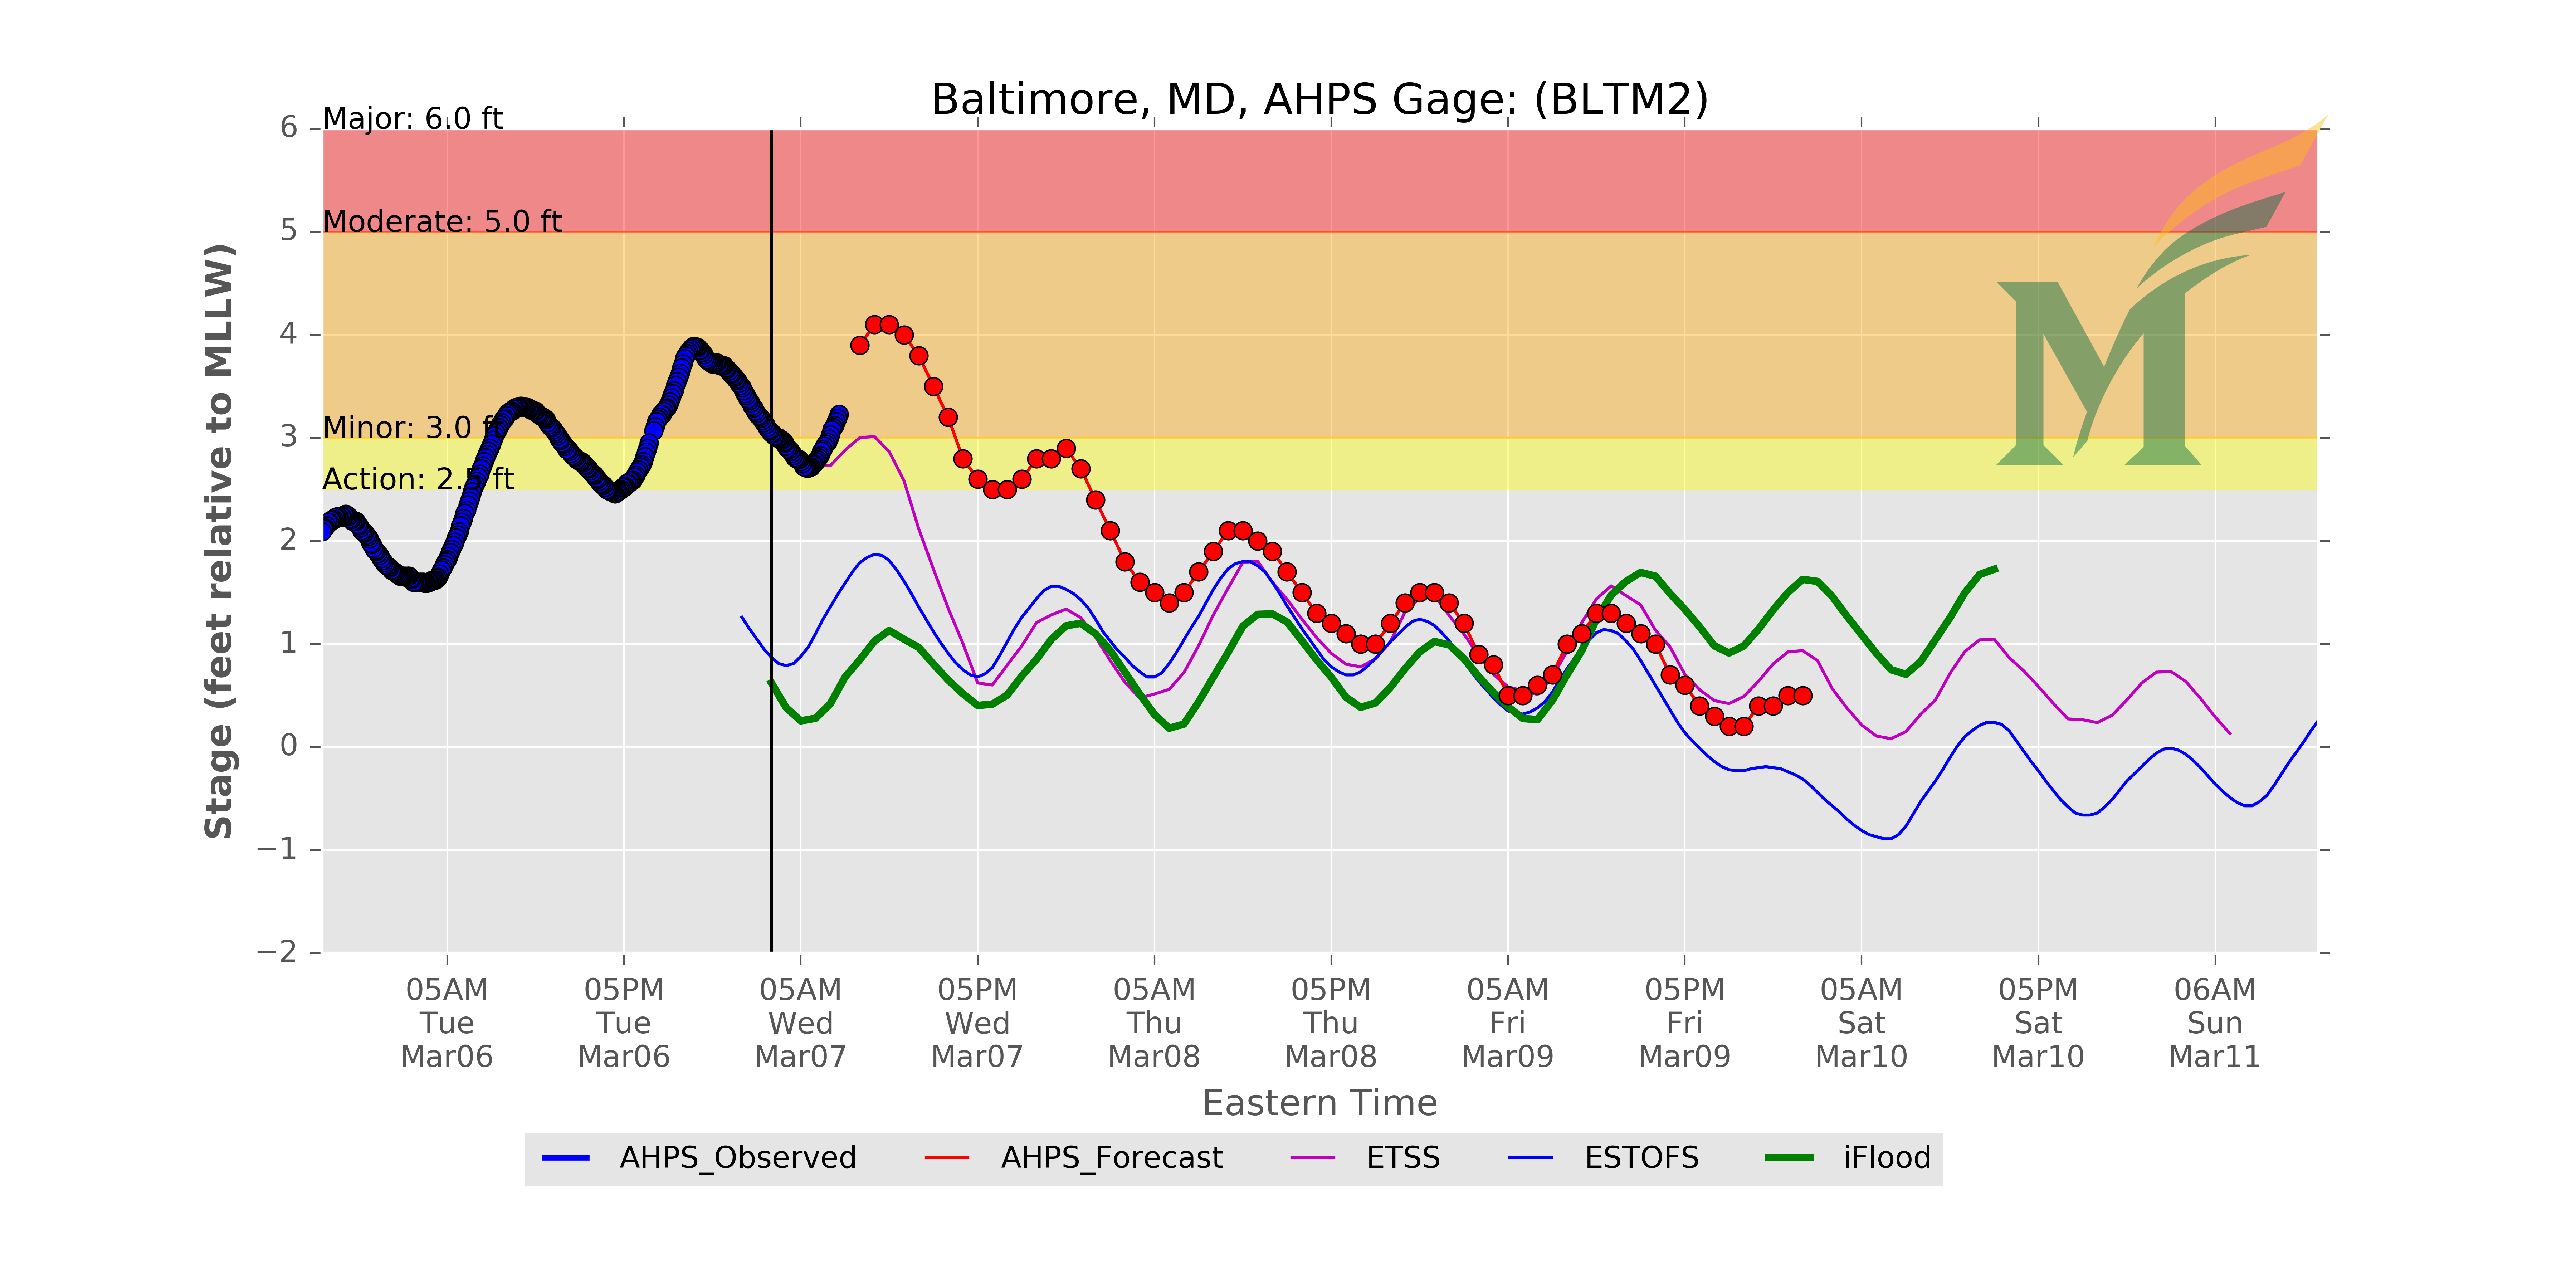 Baltimore, MD, AHPS Gage: (BLTM2)
Major: 6.0 ft
Moderate: 5.0 ft
Minor: 3.0 ft
Action: 2.5 ft
6
5
4
3
2
1
0
−1
−2
Stage (feet relative to MLLW)
05AM 05PM 05AM 05PM 05AM 05PM 05AM 05PM 05AM 05PM 06AM
Tue Tue Wed Wed Thu Thu Fri Fri Sat Sat Sun
Mar06 Mar06 Mar07 Mar07 Mar08 Mar08 Mar09 Mar09 Mar10 Mar10 Mar11
Eastern Time
AHPS_Observed AHPS_Forecast ETSS ESTOFS iFlood
M